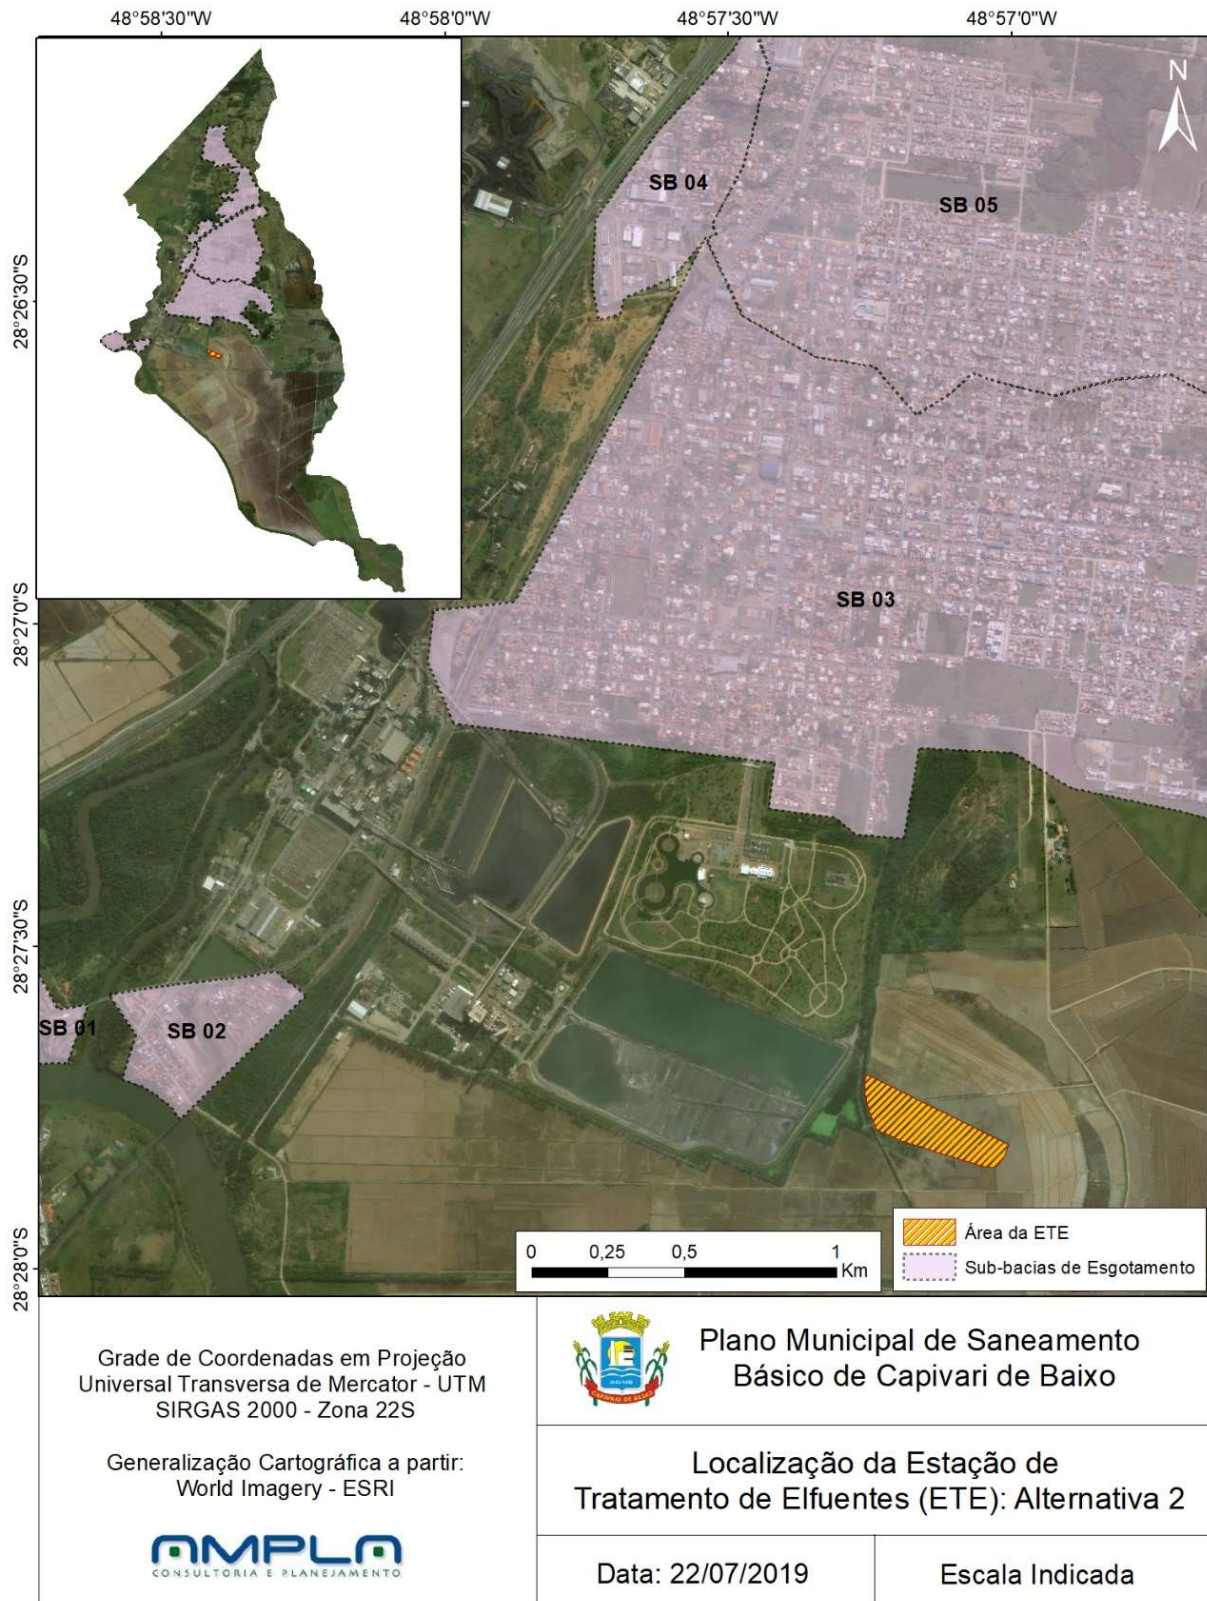 48°58'30"W
48°58'0"W
48°57'30"W
48°57'0"W
N
SB 04
SB 05
28°26'30"S
SB 03
28°27'0"S
28°27'30"S
SB 01
SB 02
28°28'0"S
0 0,25 0,5 1
Km
Área da ETE
Sub-bacias de Esgotamento
Grade de Coordenadas em Projeção
Universal Transversa de Mercator - UTM
SIRGAS 2000 - Zona 22S
Generalização Cartográfica a partir:
World Imagery - ESRI
AMPLA
CONSULTORIA E PLANEJAMENTO
CAPIVARI DE BAIXO
Plano Municipal de Saneamento
Básico de Capivari de Baixo
Localização da Estação de
Tratamento de Elfuentes (ETE): Alternativa 2
Data: 22/07/2019
Escala Indicada